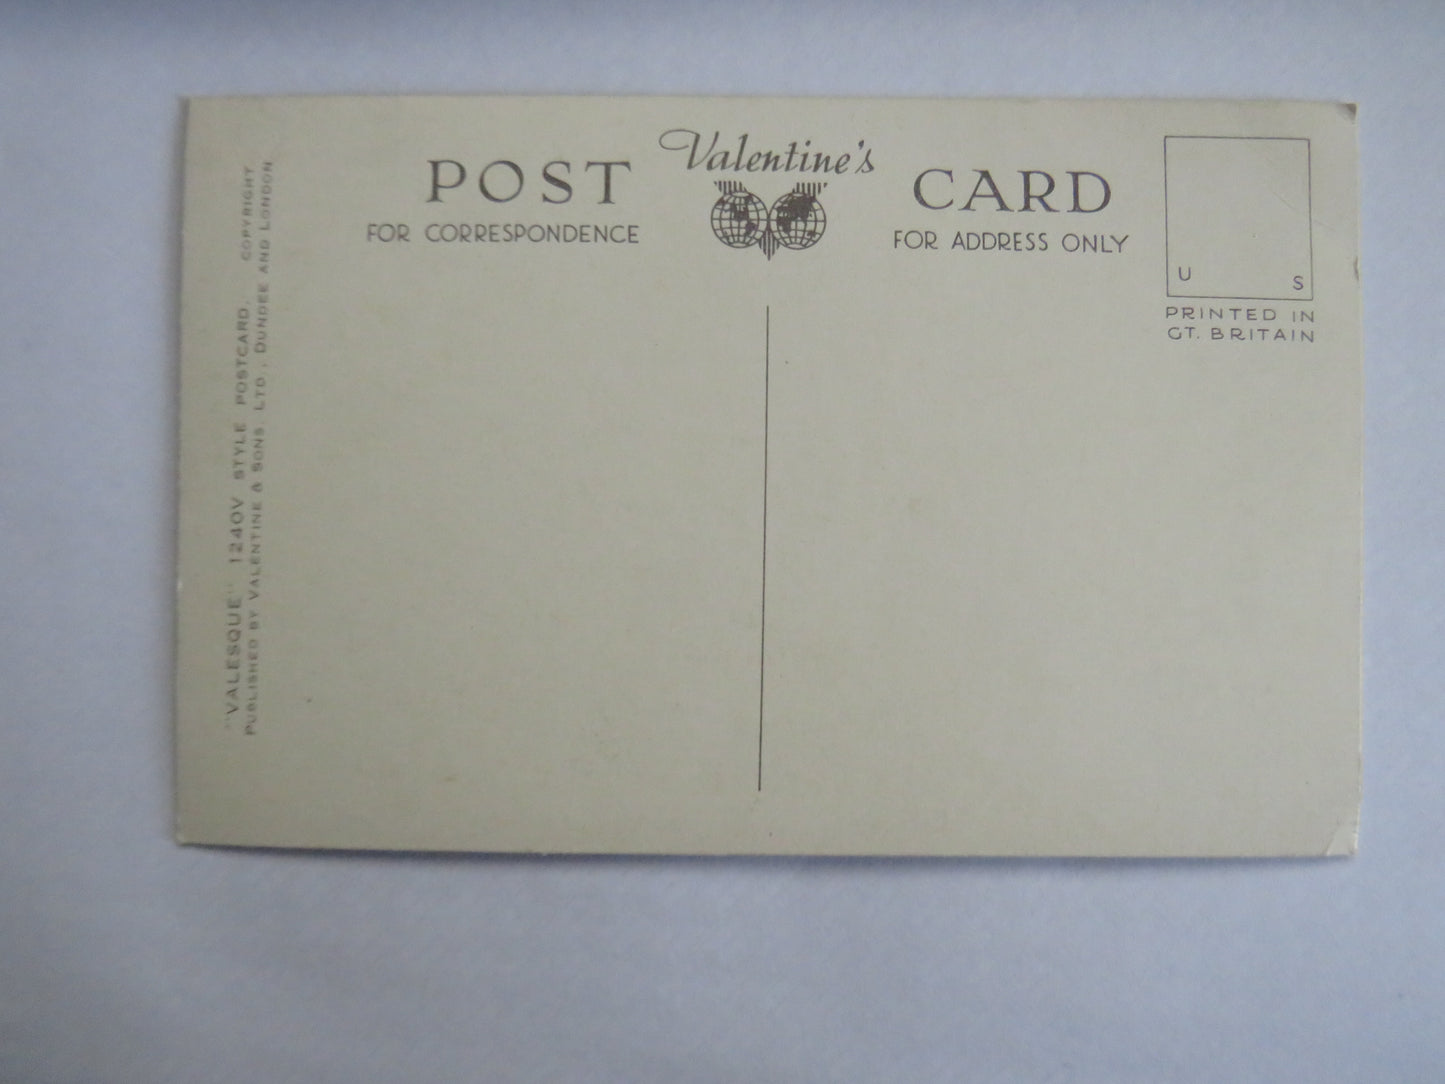 Valentine's
POST CARD
FOR CORRESPONDENCE
FOR ADDRESS ONLY
U S
PRINTED IN
GT. BRITAIN
"VALESQUE" 1240V STYLE POSTCARD. COPYRIGHT
PUBLISHED BY VALENTINE & SONS. LTD., DUNDEE AND LONDON